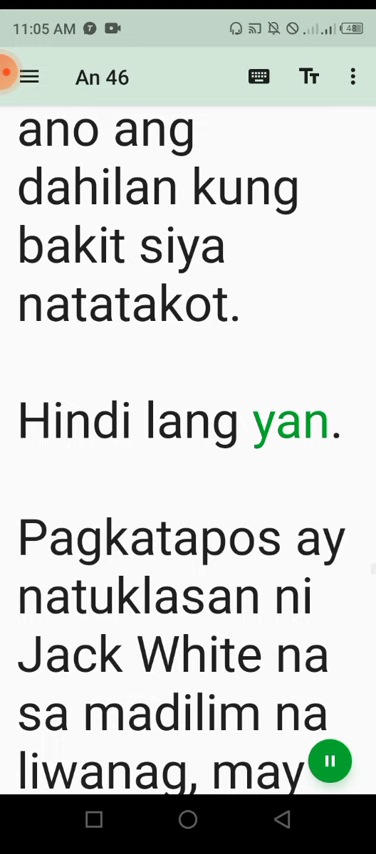 11:05 AM
48
An 46
ano ang
dahilan kung
bakit siya
natatakot.
Hindi lang yan.
Pagkatapos ay
natuklasan ni
Jack White na
sa madilim na
liwanag, may